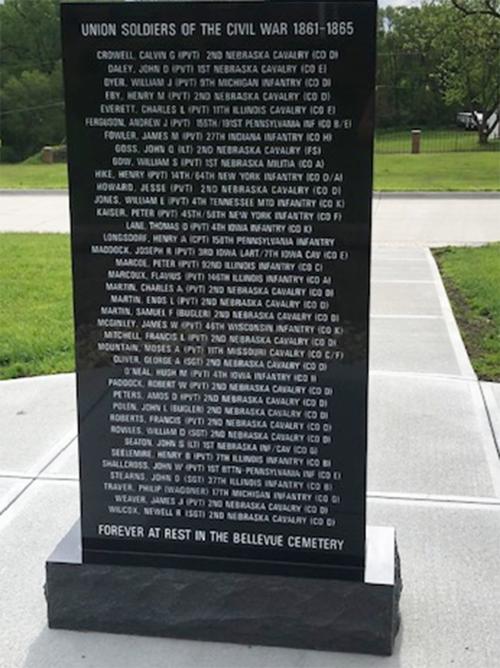 UNION SOLDIERS OF THE CIVIL WAR 1861-1865
CROWELL, CALVIN G (PVT) 2ND NEBRASKA CAVALRY (CO D)
DALEY, JOHN D (PVT) 1ST NEBRASKA CAVALRY (CO E)
DYER, WILLIAM J (PVT) 9TH MICHIGAN INFANTRY (CO D)
EBY, HENRY M (PVT) 2ND NEBRASKA CAVALRY (CO D)
EVERETT, CHARLES L (PVT) 11TH ILLINOIS CAVALRY (CO E)
FERGUSON, ANDREW J (PVT) 155TH/191ST PENNSYLVANIA INF (CO B/E)
FOWLER, JAMES M (PVT) 27TH INDIANA INFANTRY (CO H)
GOSS, JOHN Q (LT) 2ND NEBRASKA CAVALRY (FS)
GOW, WILLIAM S (PVT) 1ST NEBRASKA MILITIA (CO A)
HIKE, HENRY (PVT) 14TH/64TH NEW YORK INFANTRY (CO D/A)
HOWARD, JESSE (PVT) 2ND NEBRASKA CAVALRY (CO D)
JONES, WILLIAM E (PVT) 4TH TENNESSEE MTD INFANTRY (CO K)
KAISER, PETER (PVT) 45TH/58TH NEW YORK INFANTRY (CO F)
LANE, THOMAS D (PVT) 4TH IOWA INFANTRY (CO K)
LONGSDORF, HENRY A (CPT) 158TH PENNSYLVANIA INFANTRY
MADDOCK, JOSEPH R (PVT) 3RD IOWA LART/7TH IOWA CAV (CO E)
MARCOE, PETER (PVT) 92ND ILLINOIS INFANTRY (CO C)
MARCOUX, FLAVIUS (PVT) 146TH ILLINOIS INFANTRY (CO A)
MARTIN, CHARLES A (PVT) 2ND NEBRASKA CAVALRY (CO D)
MARTIN, ENOS L (PVT) 2ND NEBRASKA CAVALRY (CO D)
MARTIN, SAMUEL F (BUGLER) 2ND NEBRASKA CAVALRY (CO D)
MCGINLEY, JAMES W (PVT) 46TH WISCONSIN INFANTRY (CO K)
MITCHELL, FRANCIS L (PVT) 2ND NEBRASKA CAVALRY (CO D)
MOUNTAIN, MOSES A (PVT) 11TH MISSOURI CAVALRY (CO C/F)
OLIVER, GEORGE A (SGT) 2ND NEBRASKA CAVALRY (CO D)
O'NEAL, HUGH M (PVT) 4TH IOWA INFANTRY (CO I)
PADDOCK, ROBERT W (PVT) 2ND NEBRASKA CAVALRY (CO D)
PETERS, AMOS D (PVT) 2ND NEBRASKA CAVALRY (CO D)
POLEN, JOHN L (BUGLER) 2ND NEBRASKA CAVALRY (CO D)
ROBERTS, FRANCIS (PVT) 2ND NEBRASKA CAVALRY (CO D)
ROWLES, WILLIAM D (SGT) 2ND NEBRASKA CAVALRY (CO D)
SEATON, JOHN S (LT) 1ST NEBRASKA INF/CAV (CO G)
SEELEMIRE, HENRY B (PVT) 7TH ILLINOIS INFANTRY (CO B)
SHALLCROSS, JOHN W (PVT) 1ST BTTN-PENNSYLVANIA INF (CO E)
STEARNS, JOHN D (SGT) 37TH ILLINOIS INFANTRY (CO B)
TRAVER, PHILIP (WAGONER) 17TH MICHIGAN INFANTRY (CO G)
WEAVER, JAMES J (PVT) 2ND NEBRASKA CAVALRY (CO D)
WILCOX, NEWELL R (SGT) 2ND NEBRASKA CAVALRY (CO D)
FOREVER AT REST IN THE BELLEVUE CEMETERY